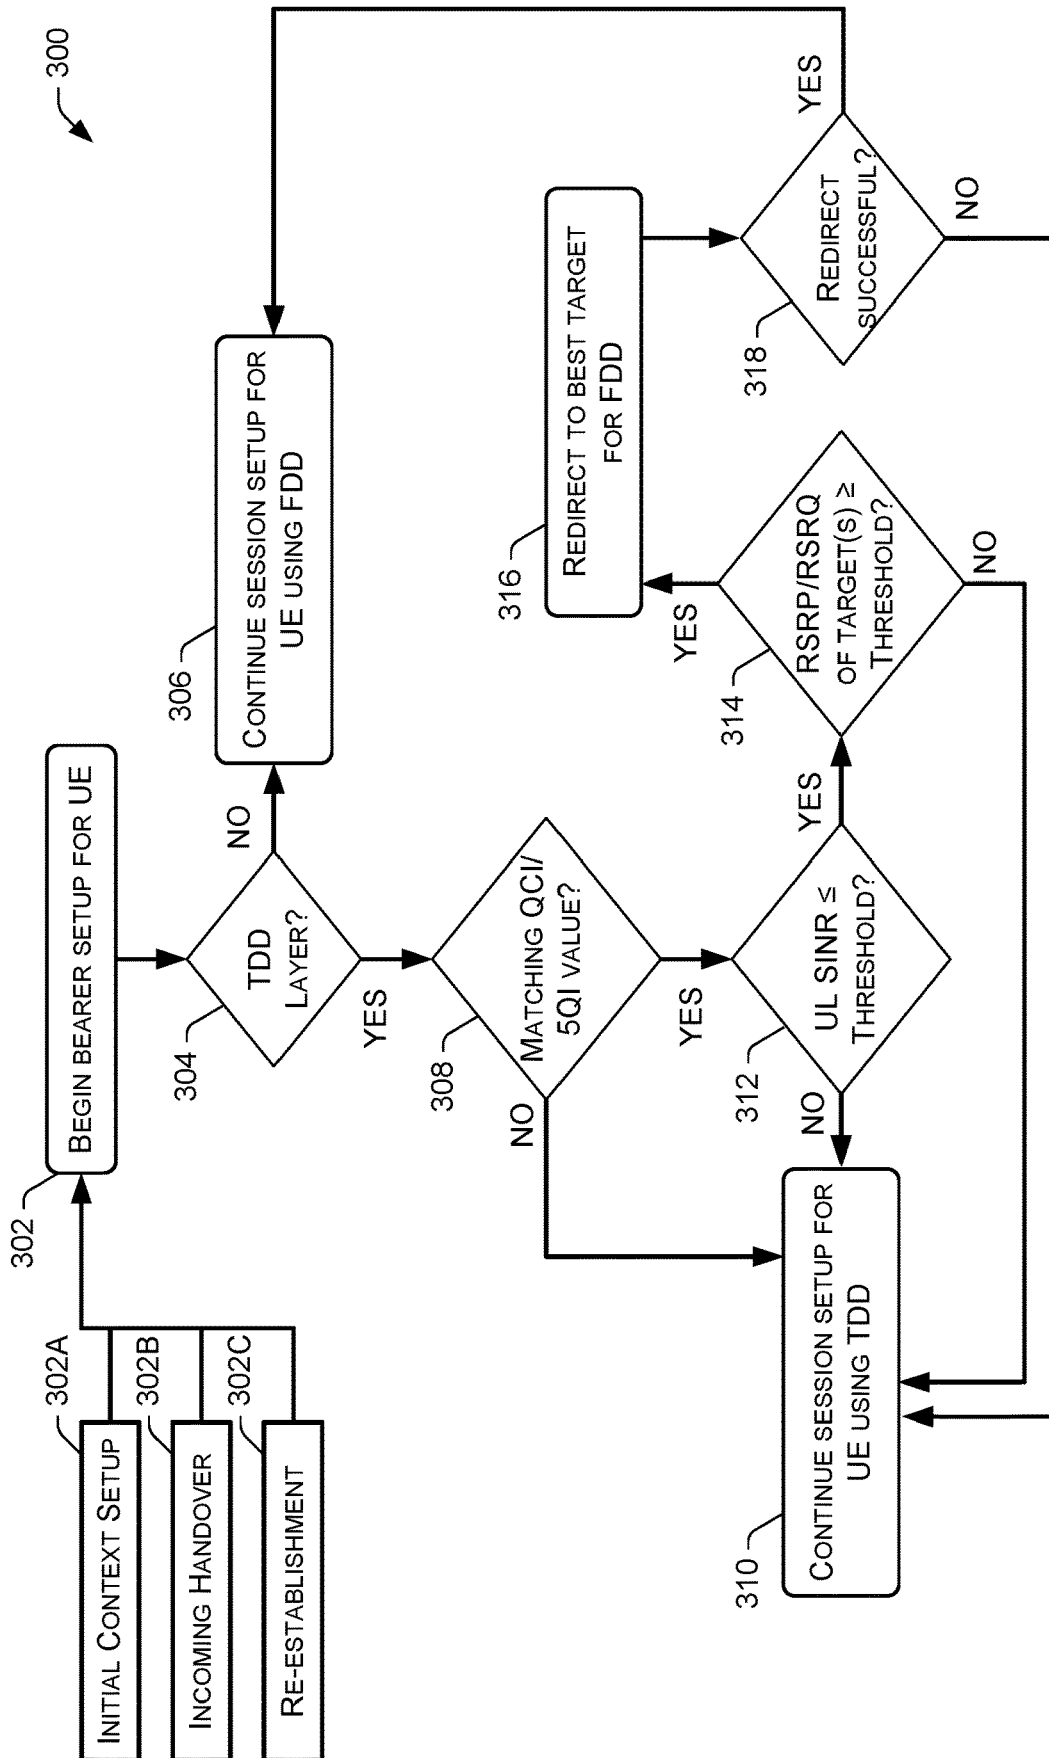 300
302A
INITIAL CONTEXT SETUP
302B
INCOMING HANDOVER
302C
RE-ESTABLISHMENT
302
BEGIN BEARER SETUP FOR UE
304
TDD
LAYER?
NO
YES
306
CONTINUE SESSION SETUP FOR
UE USING FDD
308
MATCHING QCI/
5QI VALUE?
NO
YES
310
CONTINUE SESSION SETUP FOR
UE USING TDD
312
UL SINR ≤
THRESHOLD?
NO
YES
314
RSRP/RSRQ
OF TARGET(S) ≥
THRESHOLD?
YES
NO
316
REDIRECT TO BEST TARGET
FOR FDD
318
REDIRECT
SUCCESSFUL?
YES
NO